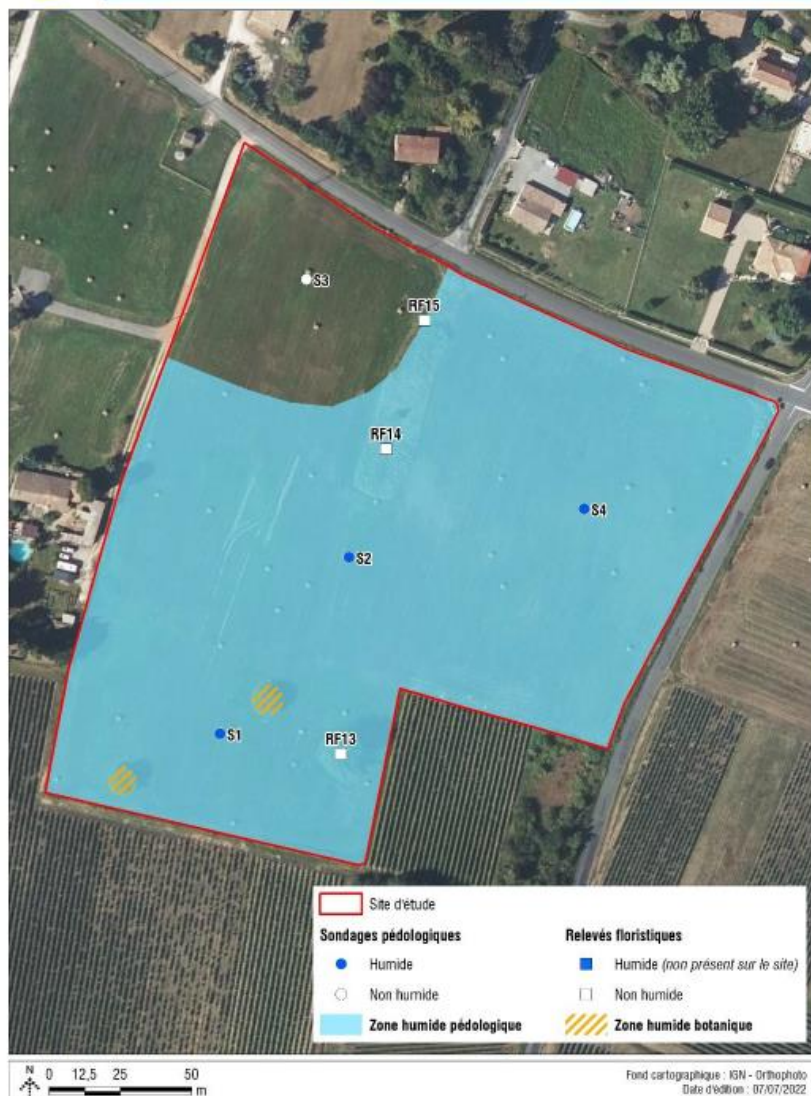 S3
RF15
RF14
S4
S2
S1
RF13
Site d'étude
Sondages pédologiques
Relevés floristiques
Humide
Humide (non présent sur le site)
Non humide
Non humide
Zone humide pédologique
Zone humide botanique
N 0 12,5 25 50
m
Fond cartographique : IGN - Orthophoto
Date d'édition : 07/07/2022